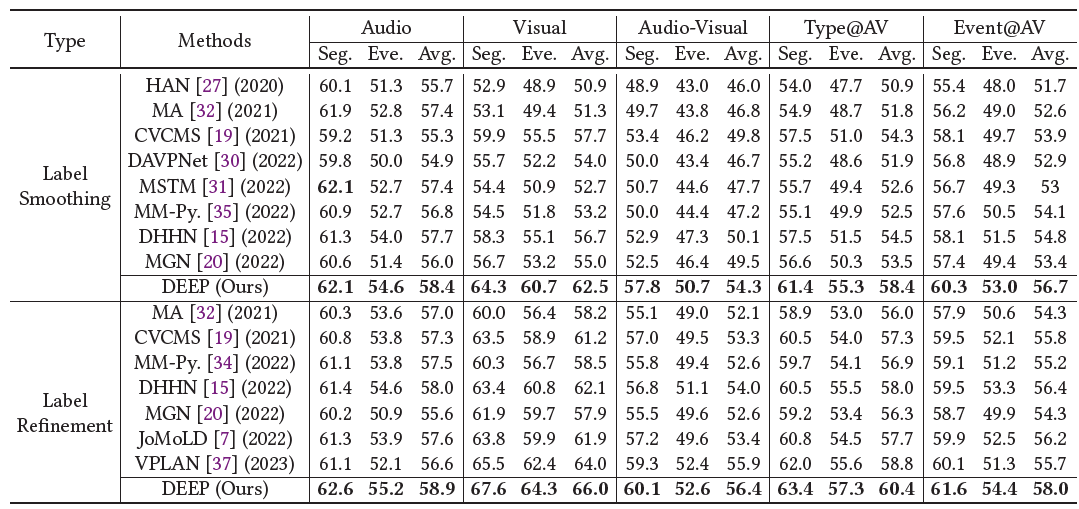 Type Methods Audio Visual Audio-Visual Type@AV Event@AV
Seg. Eve. Avg. Seg. Eve. Avg. Seg. Eve. Avg. Seg. Eve. Avg. Seg. Eve. Avg.
Label Smoothing
HAN [27] (2020) 60.1 51.3 55.7 52.9 48.9 50.9 48.9 43.0 46.0 54.0 47.7 50.9 55.4 48.0 51.7
MA [32] (2021) 61.9 52.8 57.4 53.1 49.4 51.3 49.7 43.8 46.8 54.9 48.7 51.8 56.2 49.0 52.6
CVCMS [19] (2021) 59.2 51.3 55.3 59.9 55.5 57.7 53.4 46.2 49.8 57.5 51.0 54.3 58.1 49.7 53.9
DAVPNet [30] (2022) 59.8 50.0 54.9 55.7 52.2 54.0 50.0 43.4 46.7 55.2 48.6 51.9 56.8 48.9 52.9
MSTM [31] (2022) 62.1 52.7 57.4 54.4 50.9 52.7 50.7 44.6 47.7 55.7 49.4 52.6 56.7 49.3 53
MM-Py. [35] (2022) 60.9 52.7 56.8 54.5 51.8 53.2 50.0 44.4 47.2 55.1 49.9 52.5 57.6 50.5 54.1
DHHN [15] (2022) 61.3 54.0 57.7 58.3 55.1 56.7 52.9 47.3 50.1 57.5 51.5 54.5 58.1 51.5 54.8
MGN [20] (2022) 60.6 51.4 56.0 56.7 53.2 55.0 52.5 46.4 49.5 56.6 50.3 53.5 57.4 49.4 53.4
DEEP (Ours) 62.1 54.6 58.4 64.3 60.7 62.5 57.8 50.7 54.3 61.4 55.3 58.4 60.3 53.0 56.7
Label Refinement
MA [32] (2021) 60.3 53.6 57.0 60.0 56.4 58.2 55.1 49.0 52.1 58.9 53.0 56.0 57.9 50.6 54.3
CVCMS [19] (2021) 60.8 53.8 57.3 63.5 58.9 61.2 57.0 49.5 53.3 60.5 54.0 57.3 59.5 52.1 55.8
MM-Py. [34] (2022) 61.1 53.8 57.5 60.3 56.7 58.5 55.8 49.4 52.6 59.7 54.1 56.9 59.1 51.2 55.2
DHHN [15] (2022) 61.4 54.6 58.0 63.4 60.8 62.1 56.8 51.1 54.0 60.5 55.5 58.0 59.5 53.3 56.4
MGN [20] (2022) 60.2 50.9 55.6 61.9 59.7 57.9 55.5 49.6 52.6 59.2 53.4 56.3 58.7 49.9 54.3
JoMoLD [7] (2022) 61.3 53.9 57.6 63.8 59.9 61.9 57.2 49.6 53.4 60.8 54.5 57.7 59.9 52.5 56.2
VPLAN [37] (2023) 61.1 52.1 56.6 65.5 62.4 64.0 59.3 52.4 55.9 62.0 55.6 58.8 60.1 51.3 55.7
DEEP (Ours) 62.6 55.2 58.9 67.6 64.3 66.0 60.1 52.6 56.4 63.4 57.3 60.4 61.6 54.4 58.0